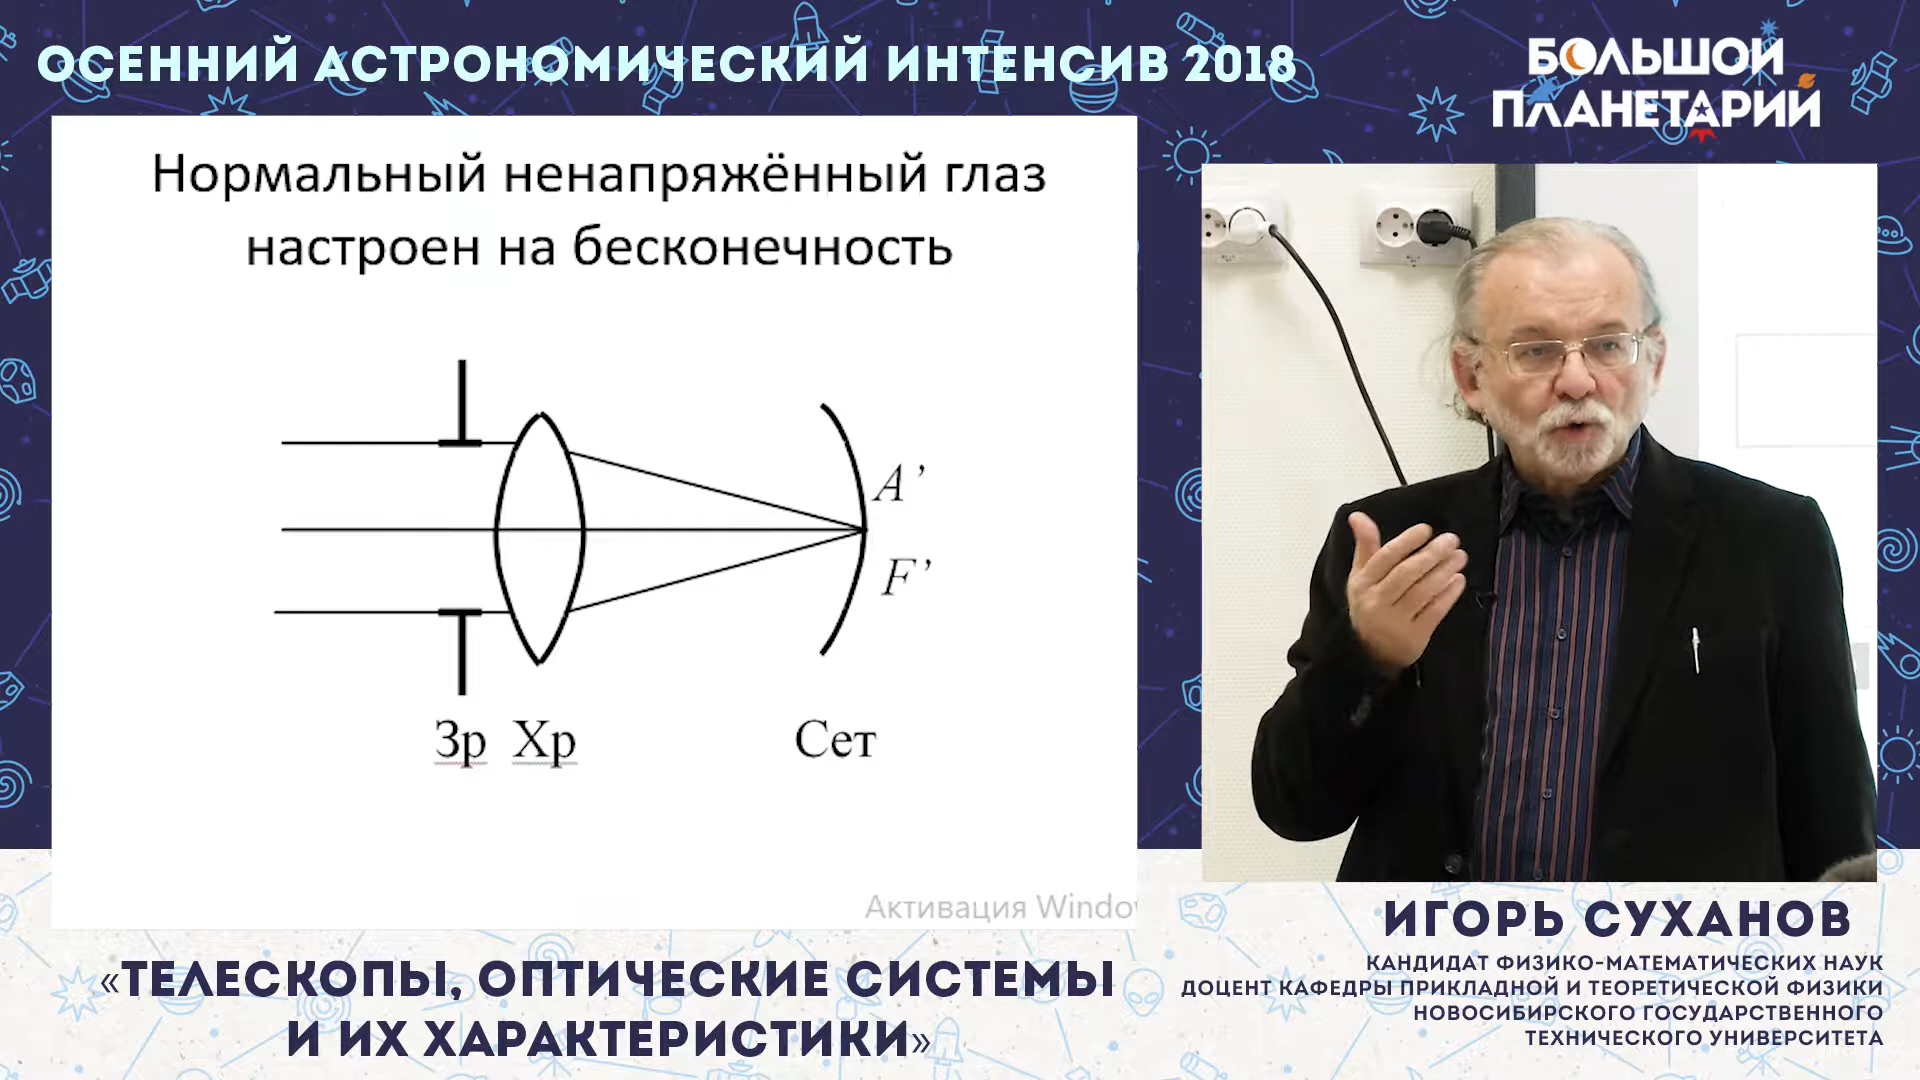 ОСЕННИЙ АСТРОНОМИЧЕСКИЙ ИНТЕНСИВ 2018
БОЛЬШОЙ
ПЛАНЕТАРИЙ
Нормальный ненапряжённый глаз
настроен на бесконечность
A’
F’
Зр Хр Сет
Активация Windo
«ТЕЛЕСКОПЫ, ОПТИЧЕСКИЕ СИСТЕМЫ
И ИХ ХАРАКТЕРИСТИКИ»
ИГОРЬ СУХАНОВ
КАНДИДАТ ФИЗИКО-МАТЕМАТИЧЕСКИХ НАУК
ДОЦЕНТ КАФЕДРЫ ПРИКЛАДНОЙ И ТЕОРЕТИЧЕСКОЙ ФИЗИКИ
НОВОСИБИРСКОГО ГОСУДАРСТВЕННОГО
ТЕХНИЧЕСКОГО УНИВЕРСИТЕТА